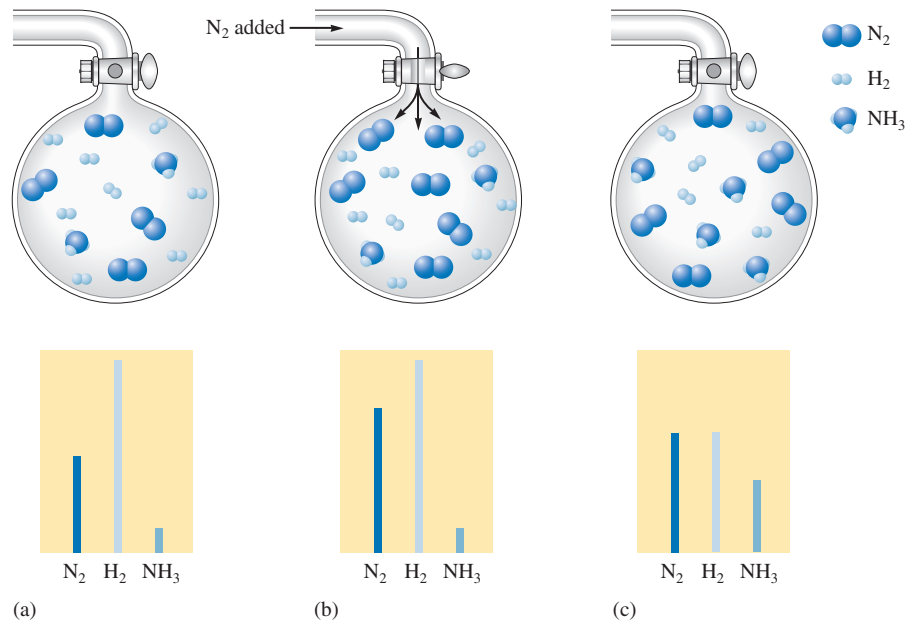 N₂ added
N₂
H₂
NH₃
N₂ H₂ NH₃
N₂ H₂ NH₃
N₂ H₂ NH₃
(a)
(b)
(c)